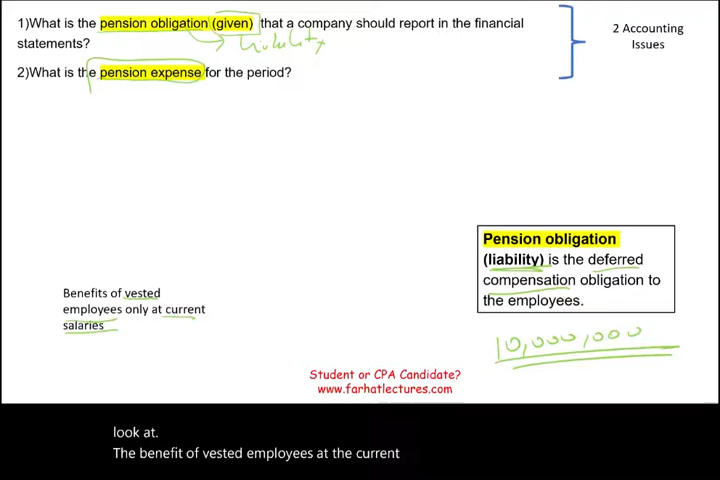 1)What is the pension obligation (given) that a company should report in the financial
statements?
Liability
2)What is the pension expense for the period?
2 Accounting
Issues
Pension obligation
(liability) is the deferred
compensation obligation to
the employees.
Benefits of vested
employees only at current
salaries
10,000,000
Student or CPA Candidate?
www.farhatlectures.com
look at.
The benefit of vested employees at the current